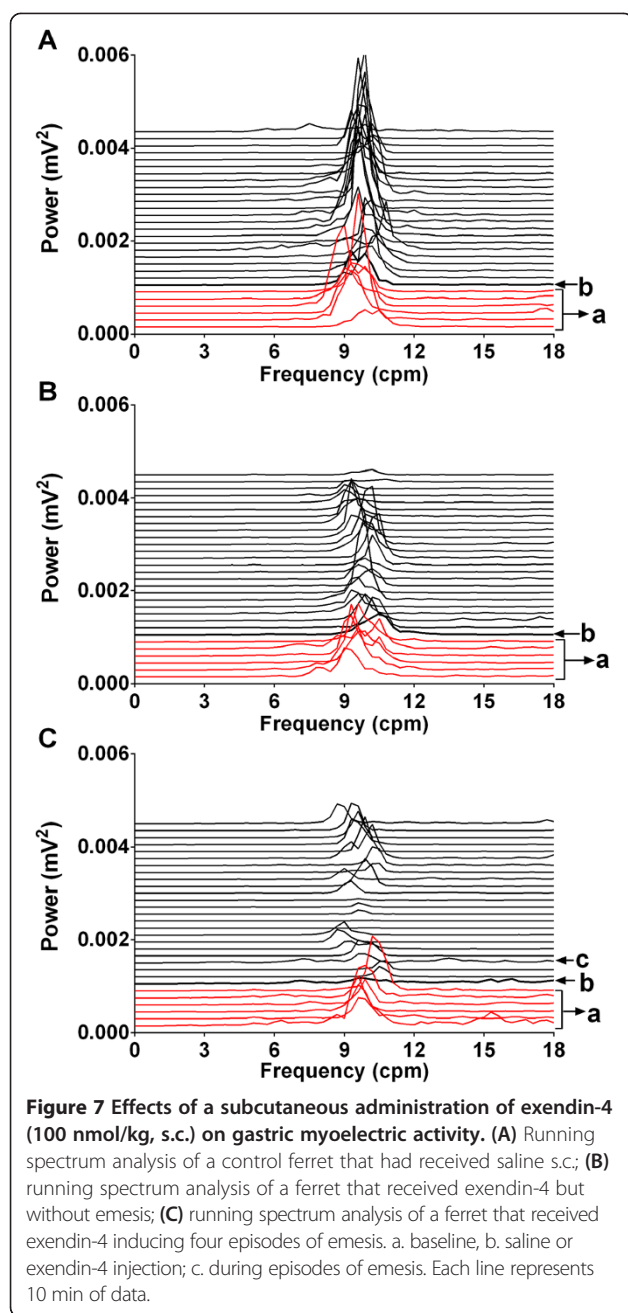 A
0.006
0.004
Power (mV²)
0.002
b
a
0.000
0 3 6 9 12 15 18
Frequency (cpm)
B
0.006
0.004
Power (mV²)
0.002
b
a
0.000
0 3 6 9 12 15 18
Frequency (cpm)
C
0.006
0.004
Power (mV²)
0.002
c
b
a
0.000
0 3 6 9 12 15 18
Frequency (cpm)
Figure 7 Effects of a subcutaneous administration of exendin-4
(100 nmol/kg, s.c.) on gastric myoelectric activity. (A) Running
spectrum analysis of a control ferret that had received saline s.c.; (B)
running spectrum analysis of a ferret that received exendin-4 but
without emesis; (C) running spectrum analysis of a ferret that received
exendin-4 inducing four episodes of emesis. a. baseline, b. saline or
exendin-4 injection; c. during episodes of emesis. Each line represents
10 min of data.